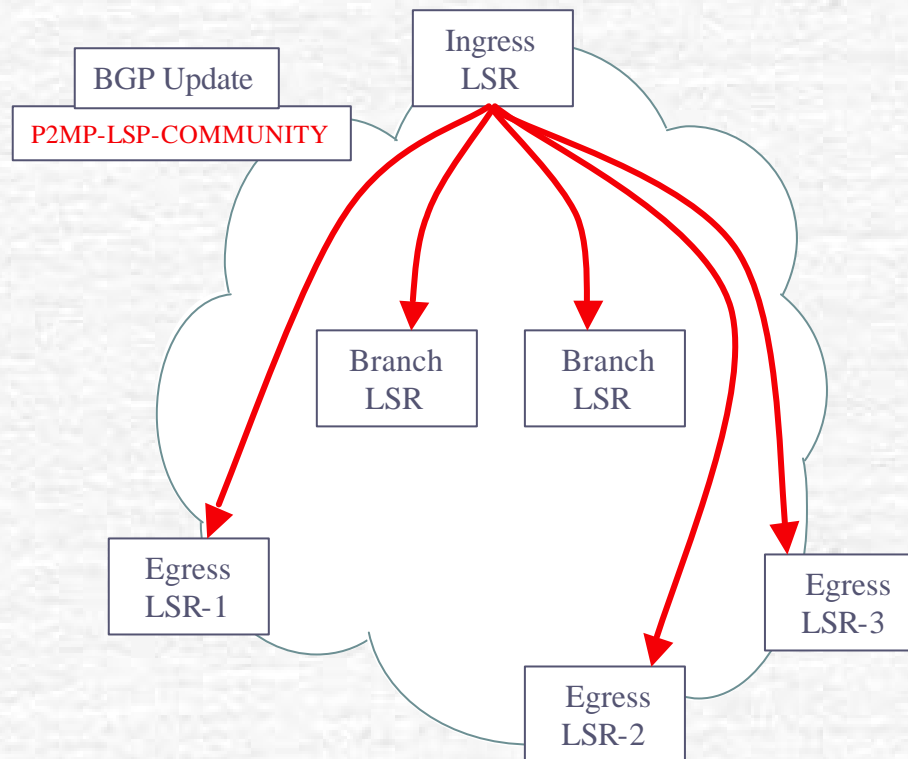 Ingress
LSR
BGP Update
P2MP-LSP-COMMUNITY
Branch
LSR
Branch
LSR
Egress
LSR-1
Egress
LSR-3
Egress
LSR-2